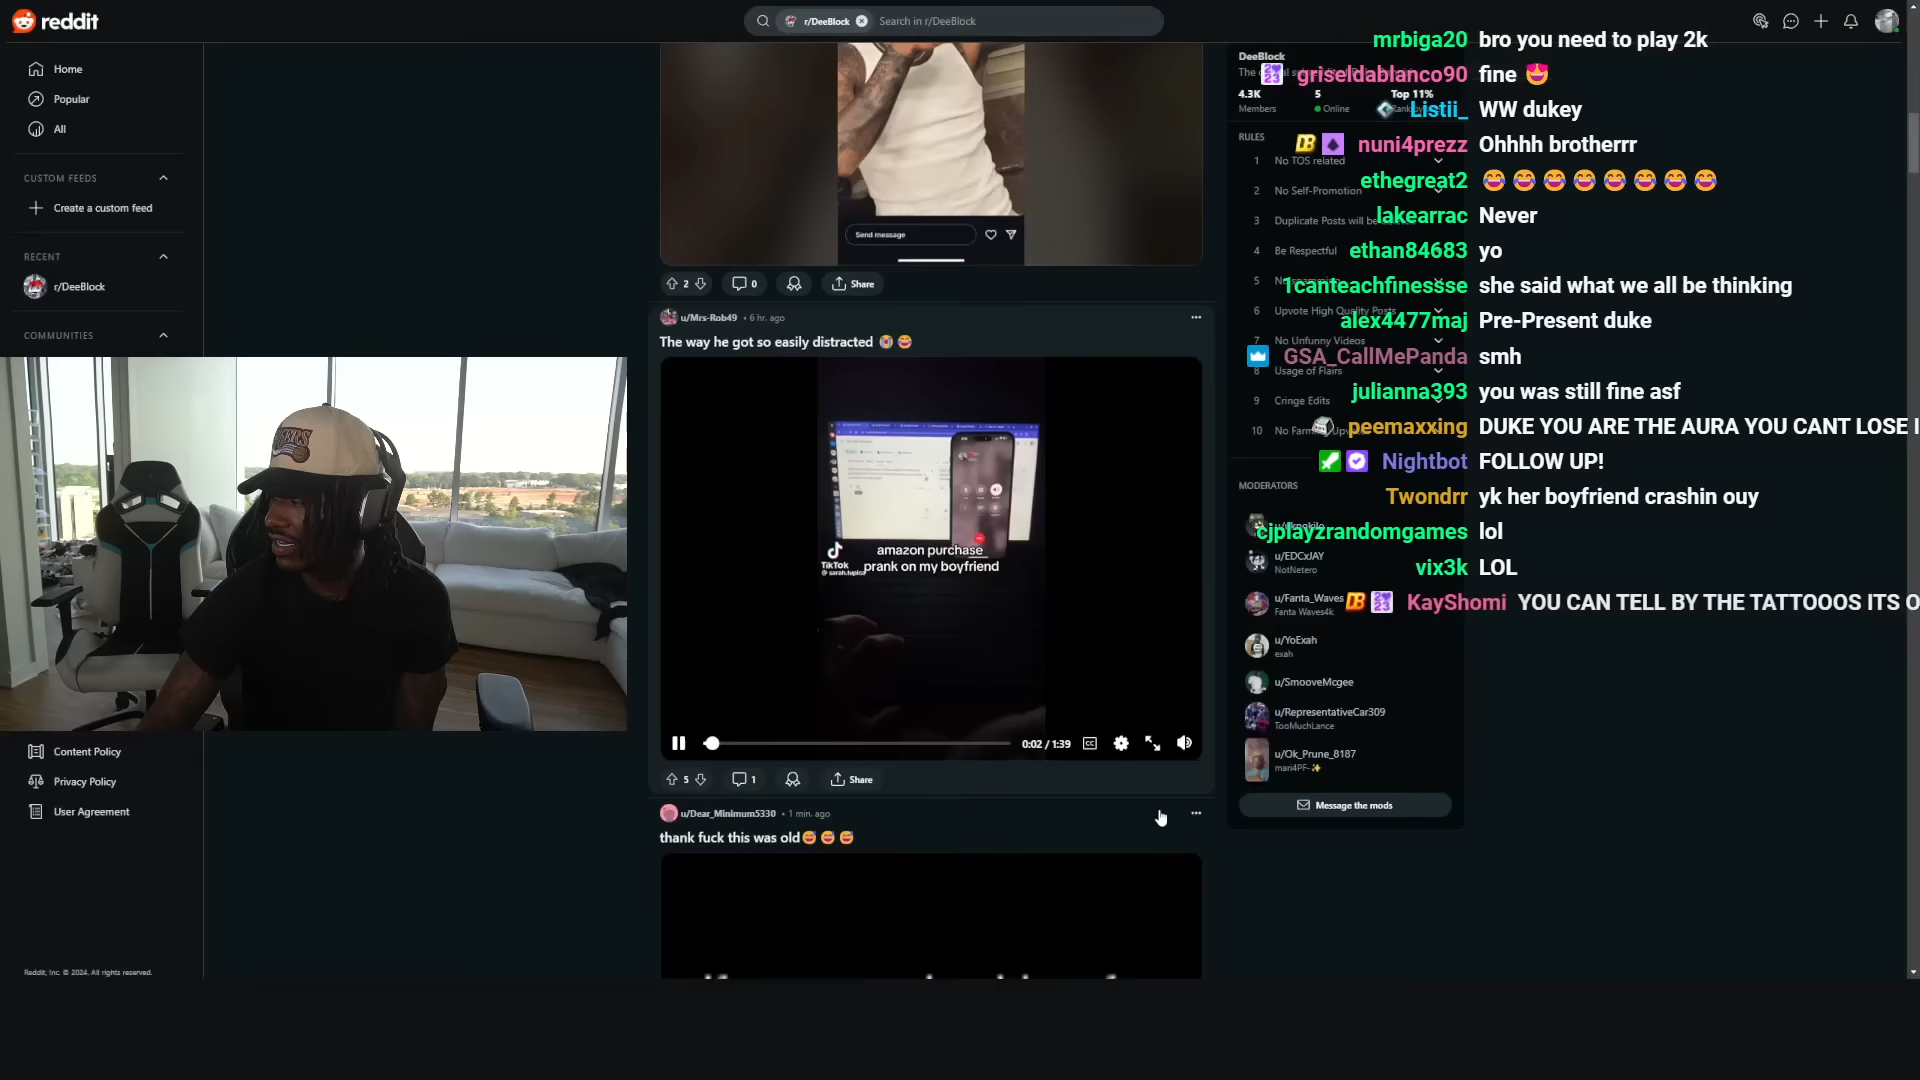 reddit
r/DeeBlock
Search in r/DeeBlock
Home
Popular
All
CUSTOM FEEDS
Create a custom feed
RECENT
r/DeeBlock
COMMUNITIES
Content Policy
Privacy Policy
User Agreement
Reddit, Inc. © 2024. All rights reserved.
Send message
2
0
Share
u/Mrs-Rob49 • 6 hr. ago
The way he got so easily distracted 😭😂
amazon purchase
prank on my boyfriend
TikTok
0:02 / 1:39
5
1
Share
u/Dear_Minimum5330 • 1 min. ago
thank fuck this was old😅😅😅
DeeBlock
4.3K
5
Top 11%
Members
Online
RULES
1 No TOS related
2 No Self-Promotion
3 Duplicate Posts will be
4 Be Respectful
5
6 Upvote High Quality Posts
7 No Unfunny Videos
8 Usage of Flairs
9 Cringe Edits
10
MODERATORS
u/EDCxJAY
NotNetero
u/Fanta_Waves
Fanta Waves4k
u/YoExah
exah
u/SmooveMcgee
u/RepresentativeCar309
TooMuchLance
u/Ok_Prune_8187
mari4PF-✨
Message the mods
mrbiga20 bro you need to play 2k
griseldablanco90 fine 😍
Listii_ WW dukey
nuni4prezz Ohhhh brotherrr
ethegreat2 😂😂😂😂😂😂😂😂
lakearrac Never
ethan84683 yo
1canteachfinessse she said what we all be thinking
alex4477maj Pre-Present duke
GSA_CallMePanda smh
julianna393 you was still fine asf
peemaxxing DUKE YOU ARE THE AURA YOU CANT LOSE
Nightbot FOLLOW UP!
Twondrr yk her boyfriend crashin ouy
cjplayzrandomgames lol
vix3k LOL
KayShomi YOU CAN TELL BY THE TATTOOOS ITS